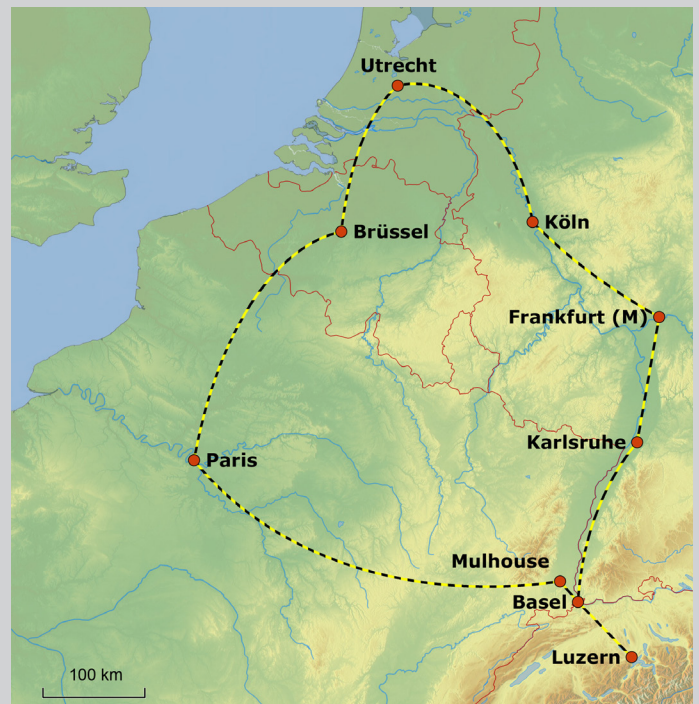 Utrecht
Köln
Brüssel
Frankfurt (M)
Karlsruhe
Paris
Mulhouse
Basel
Luzern
100 km